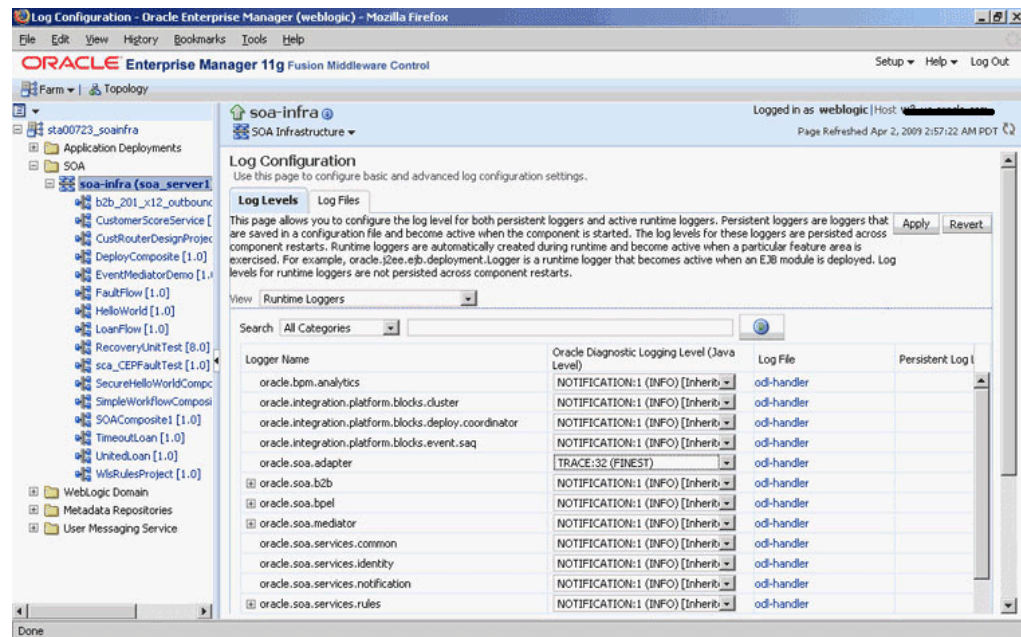 Log Configuration - Oracle Enterprise Manager (weblogic) - Mozilla Firefox
File Edit View History Bookmarks Tools Help
ORACLE Enterprise Manager 11g Fusion Middleware Control
Setup Help Log Out
Farm Topology
sta00723_soainfra
Application Deployments
SOA
soa-infra (soa_server1
b2b_201_x12_outbound
CustomerScoreService [
CustRouterDesignProjec
DeployComposite [1.0]
EventMediatorDemo [1.
FaultFlow [1.0]
HelloWorld [1.0]
LoanFlow [1.0]
RecoveryUnitTest [8.0]
sca_CEPFaultTest [1.0]
SecureHelloWorldCompc
SimpleWorkflowComposi
SOAComposite1 [1.0]
TimeoutLoan [1.0]
UnitedLoan [1.0]
WlsRulesProject [1.0]
WebLogic Domain
Metadata Repositories
User Messaging Service
soa-infra
SOA Infrastructure
Logged in as weblogic | Host
Page Refreshed Apr 2, 2009 2:57:22 AM PDT
Log Configuration
Use this page to configure basic and advanced log configuration settings.
Log Levels Log Files
This page allows you to configure the log level for both persistent loggers and active runtime loggers. Persistent loggers are loggers that
are saved in a configuration file and become active when the component is started. The log levels for these loggers are persisted across
component restarts. Runtime loggers are automatically created during runtime and become active when a particular feature area is
exercised. For example, oracle.j2ee.ejb.deployment.Logger is a runtime logger that becomes active when an EJB module is deployed. Log
levels for runtime loggers are not persisted across component restarts.
Apply Revert
View Runtime Loggers
Search All Categories
Logger Name Oracle Diagnostic Logging Level (Java Level) Log File Persistent Log L
oracle.bpm.analytics NOTIFICATION:1 (INFO) [Inherit odl-handler
oracle.integration.platform.blocks.cluster NOTIFICATION:1 (INFO) [Inherit odl-handler
oracle.integration.platform.blocks.deploy.coordinator NOTIFICATION:1 (INFO) [Inherit odl-handler
oracle.integration.platform.blocks.event.saq NOTIFICATION:1 (INFO) [Inherit odl-handler
oracle.soa.adapter TRACE:32 (FINEST) odl-handler
oracle.soa.b2b NOTIFICATION:1 (INFO) [Inherit odl-handler
oracle.soa.bpel NOTIFICATION:1 (INFO) [Inherit odl-handler
oracle.soa.mediator NOTIFICATION:1 (INFO) [Inherit odl-handler
oracle.soa.services.common NOTIFICATION:1 (INFO) [Inherit odl-handler
oracle.soa.services.identity NOTIFICATION:1 (INFO) [Inherit odl-handler
oracle.soa.services.notification NOTIFICATION:1 (INFO) [Inherit odl-handler
oracle.soa.services.rules NOTIFICATION:1 (INFO) [Inherit odl-handler
Done